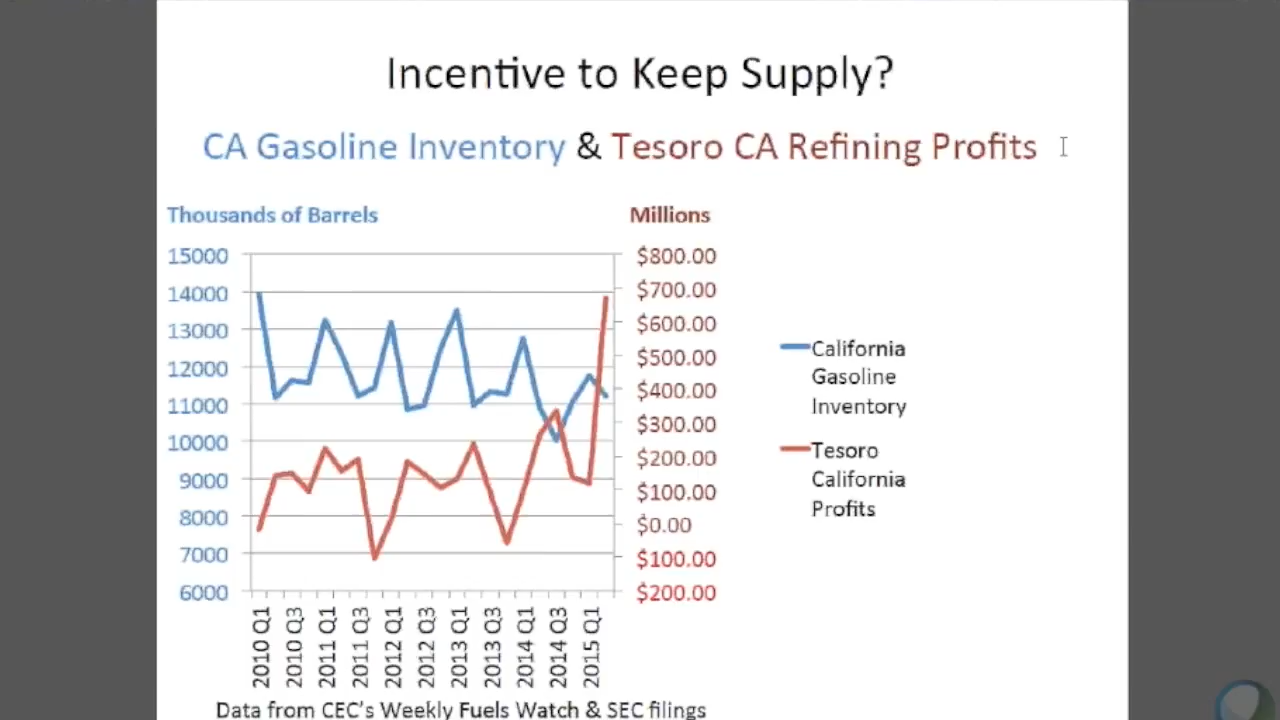 Incentive to Keep Supply?
CA Gasoline Inventory & Tesoro CA Refining Profits
Thousands of Barrels
Millions
15000
14000
13000
12000
11000
10000
9000
8000
7000
6000
$800.00
$700.00
$600.00
$500.00
$400.00
$300.00
$200.00
$100.00
$0.00
$100.00
$200.00
2010 Q1
2010 Q3
2011 Q1
2011 Q3
2012 Q1
2012 Q3
2013 Q1
2013 Q3
2014 Q1
2014 Q3
2015 Q1
California
Gasoline
Inventory
Tesoro
California
Profits
Data from CEC's Weekly Fuels Watch & SEC filings